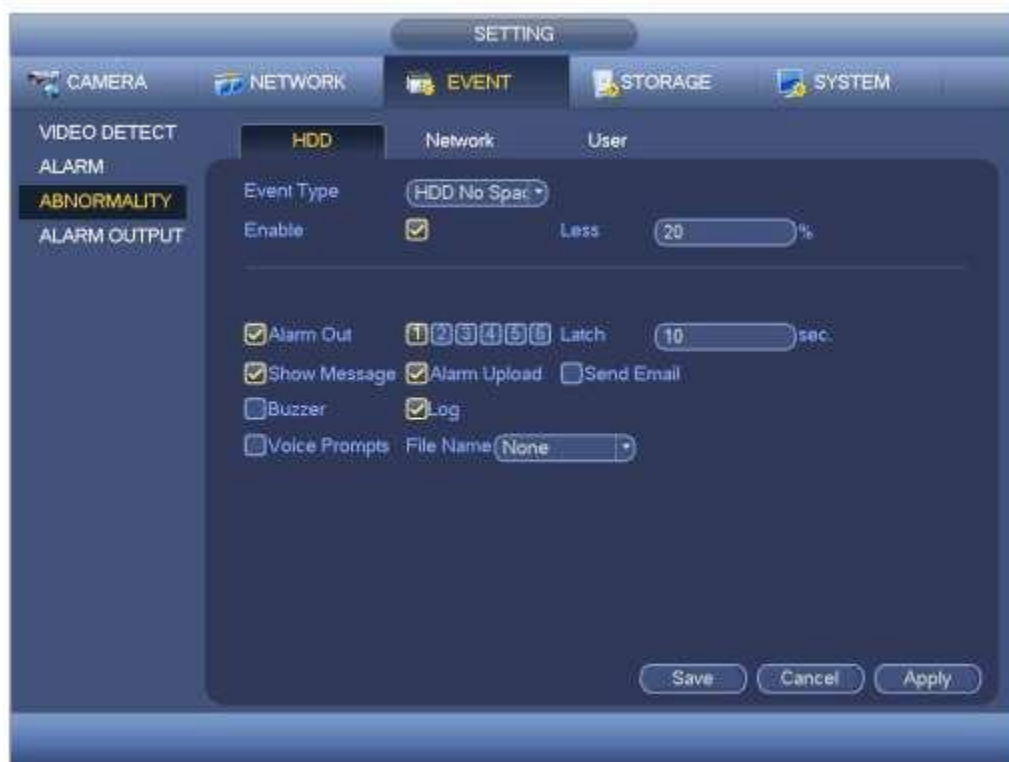 SETTING
CAMERA NETWORK EVENT STORAGE SYSTEM
VIDEO DETECT
ALARM
ABNORMALITY
ALARM OUTPUT
HDD Network User
Event Type HDD No Spac
Enable Less 20 %
Alarm Out 1 2 3 4 5 6 Latch 10 sec.
Show Message Alarm Upload Send Email
Buzzer Log
Voice Prompts File Name None
Save Cancel Apply